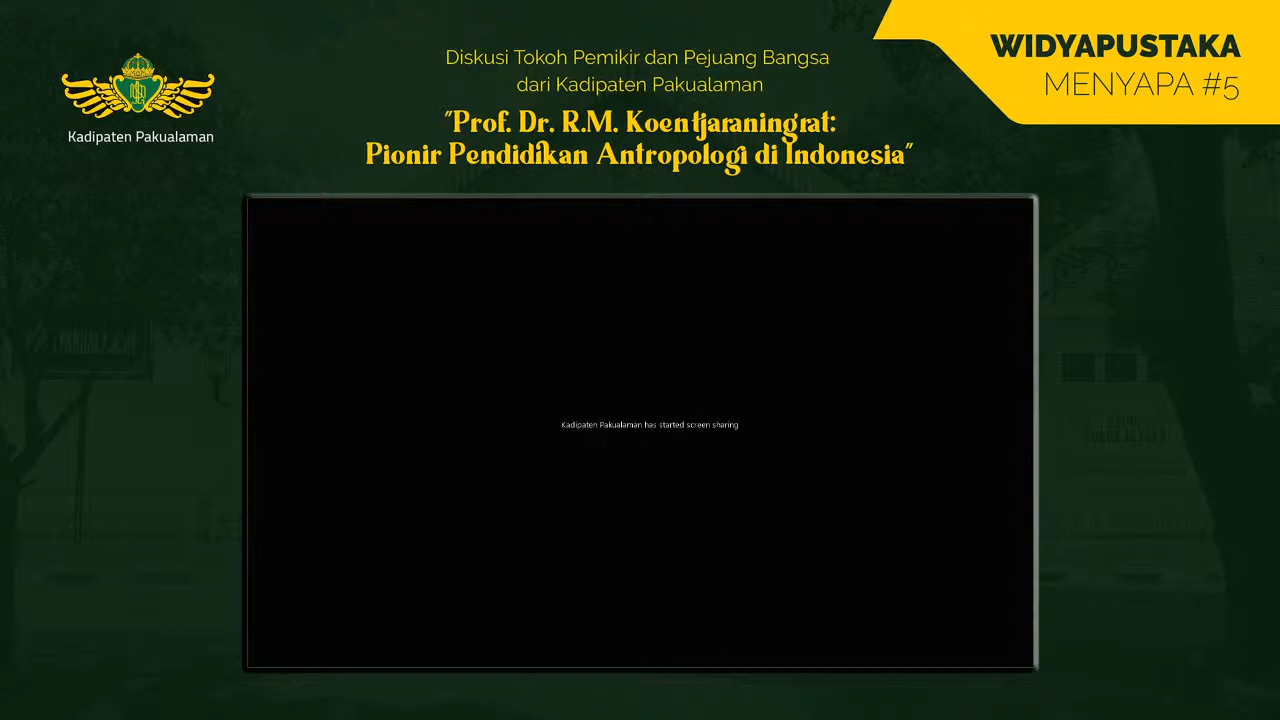 WIDYAPUSTAKA
MENYAPA #5
Diskusi Tokoh Pemikir dan Pejuang Bangsa
dari Kadipaten Pakualaman
"Prof. Dr. R.M. Koentjaraningrat:
Pionir Pendidikan Antropologi di Indonesia"
Kadipaten Pakualaman
Kadipaten Pakualaman has started screen sharing